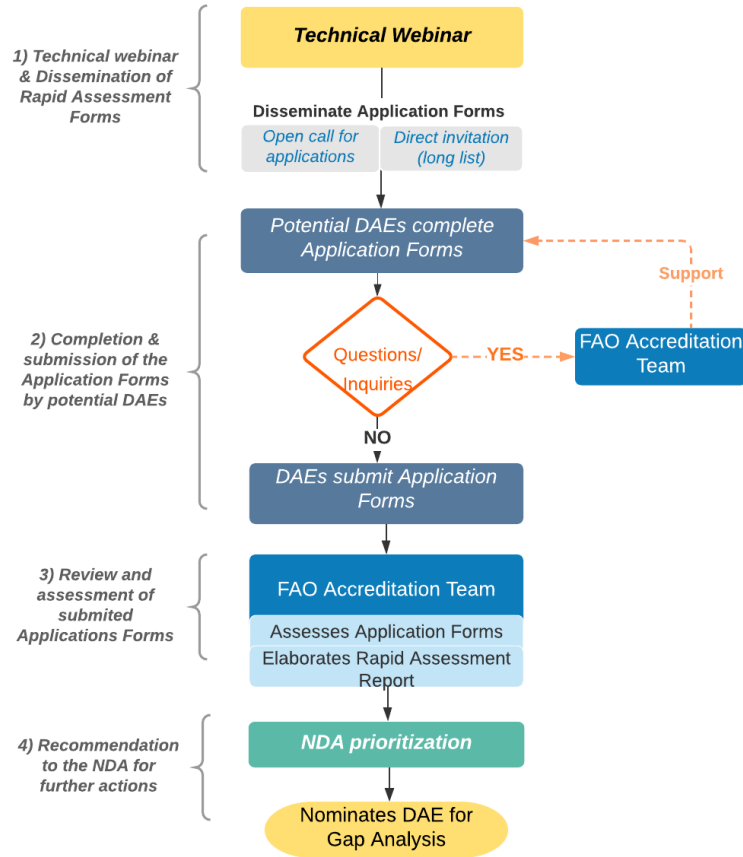 Technical Webinar
1) Technical webinar
& Dissemination of
Rapid Assessment
Forms
Disseminate Application Forms
Open call for
applications
Direct invitation
(long list)
Potential DAEs complete
Application Forms
Support
2) Completion &
submission of the
Application Forms
by potential DAEs
Questions/
Inquiries
YES
FAO Accreditation
Team
NO
DAEs submit Application
Forms
3) Review and
assessment of
submited
Applications Forms
FAO Accreditation Team
Assesses Application Forms
Elaborates Rapid Assessment
Report
4) Recommendation
to the NDA for
further actions
NDA prioritization
Nominates DAE for
Gap Analysis